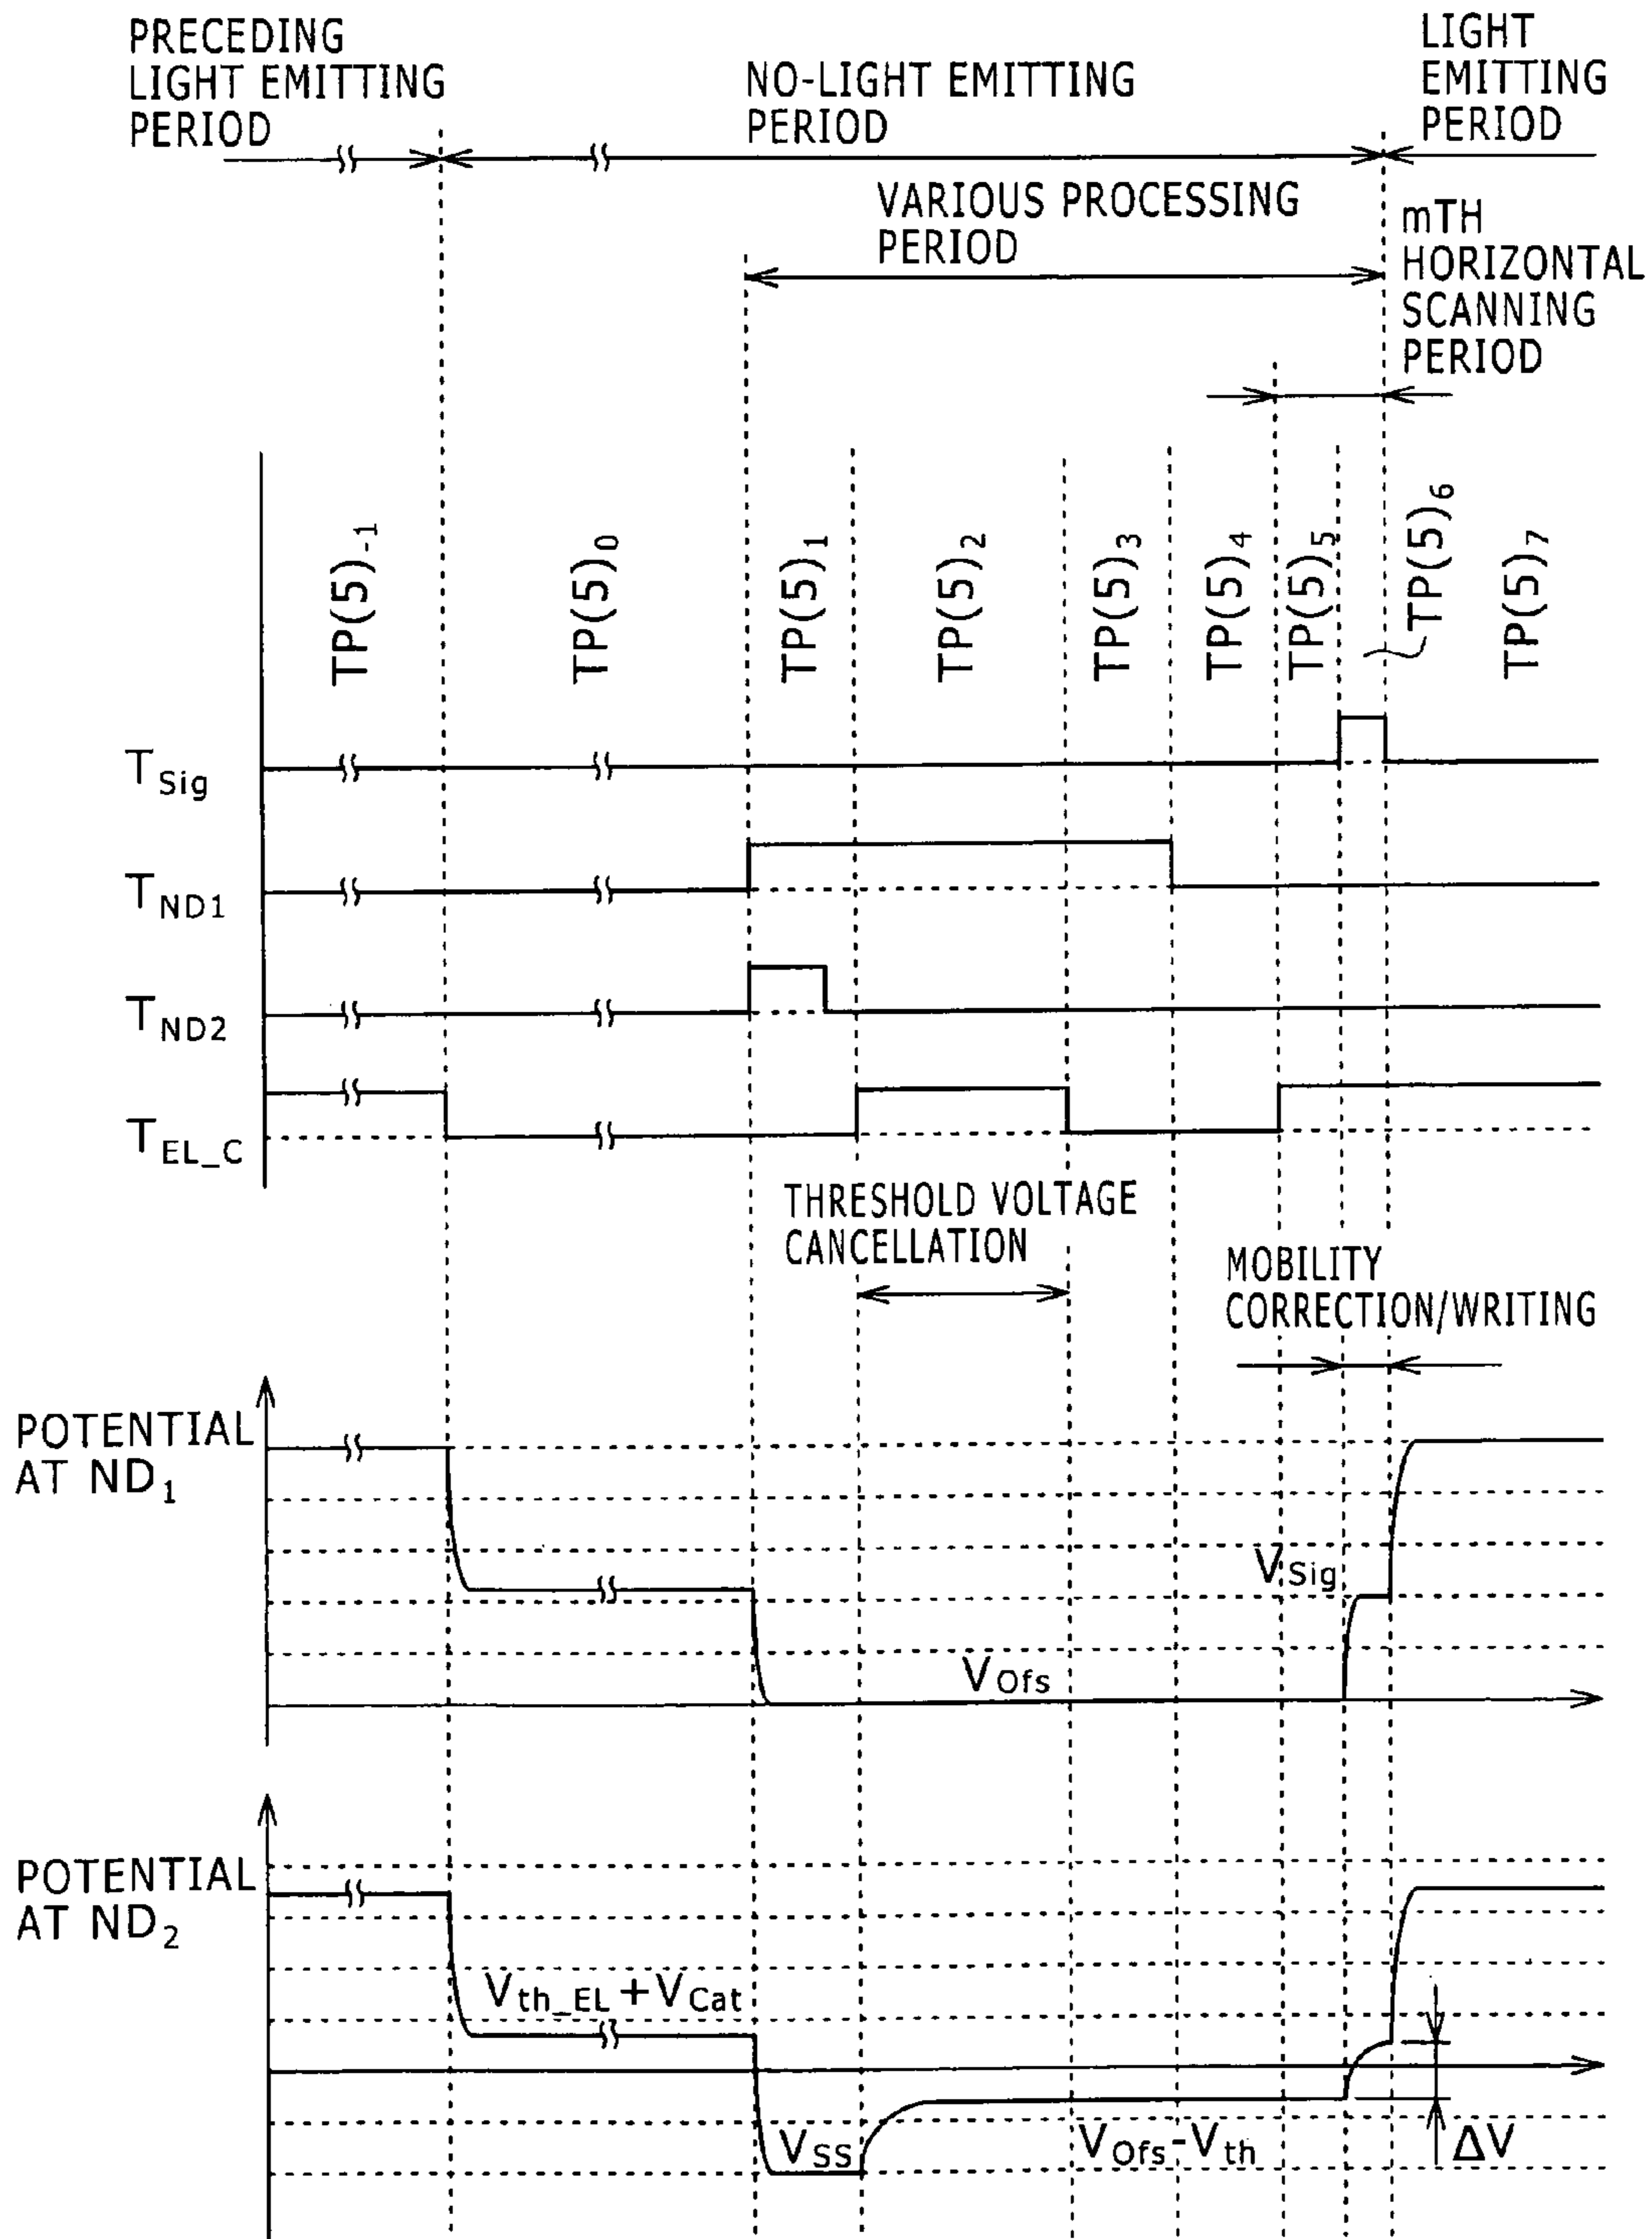 PRECEDING
LIGHT EMITTING
PERIOD
NO-LIGHT EMITTING
PERIOD
LIGHT
EMITTING
PERIOD
VARIOUS PROCESSING
PERIOD
mTH
HORIZONTAL
SCANNING
PERIOD
TP(5)-1
TP(5)0
TP(5)1
TP(5)2
TP(5)3
TP(5)4
TP(5)5
TP(5)6
TP(5)7
TSig
TND1
TND2
TEL_C
THRESHOLD VOLTAGE
CANCELLATION
MOBILITY
CORRECTION/WRITING
POTENTIAL
AT ND1
VSig
VOfs
POTENTIAL
AT ND2
Vth_EL+VCat
VSS
VOfs-Vth
ΔV